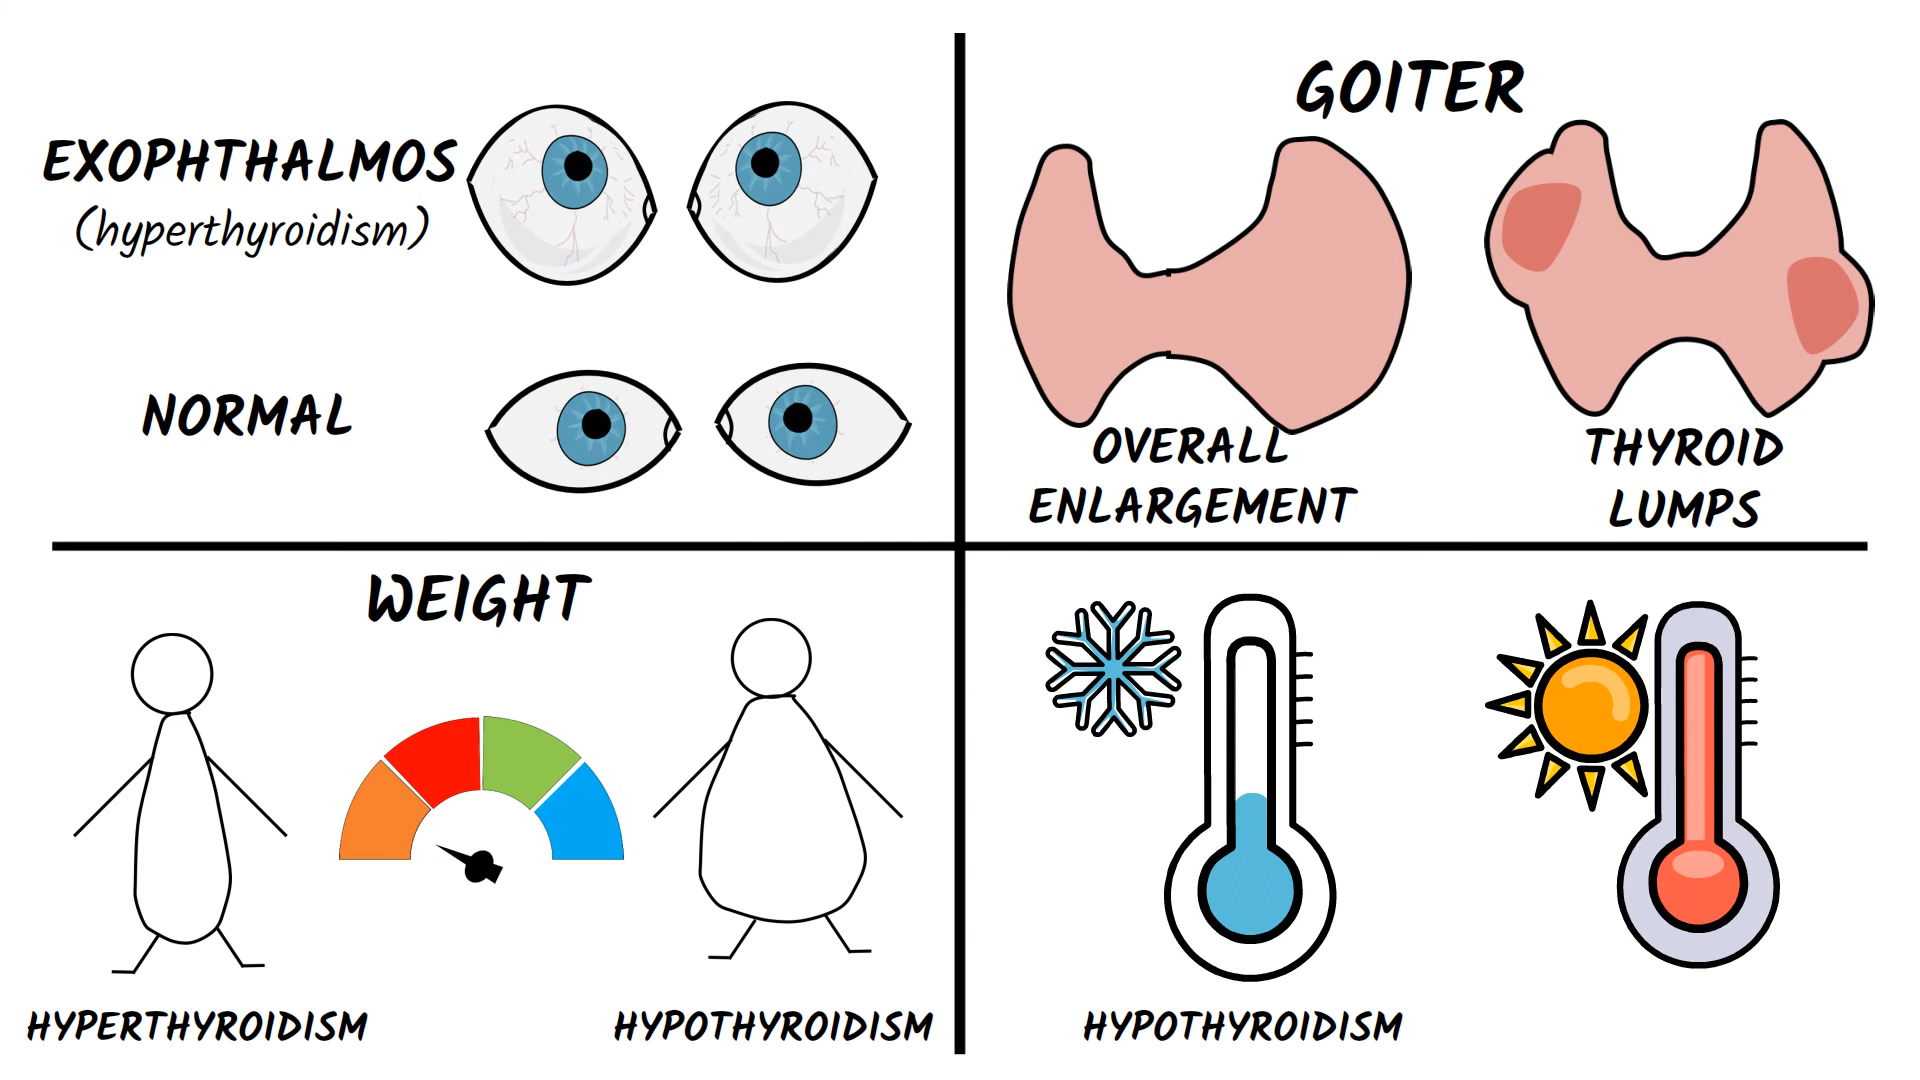 EXOPHTHALMOS
(hyperthyroidism)
NORMAL
GOITER
OVERALL
ENLARGEMENT
THYROID
LUMPS
WEIGHT
HYPERTHYROIDISM
HYPOTHYROIDISM
HYPOTHYROIDISM